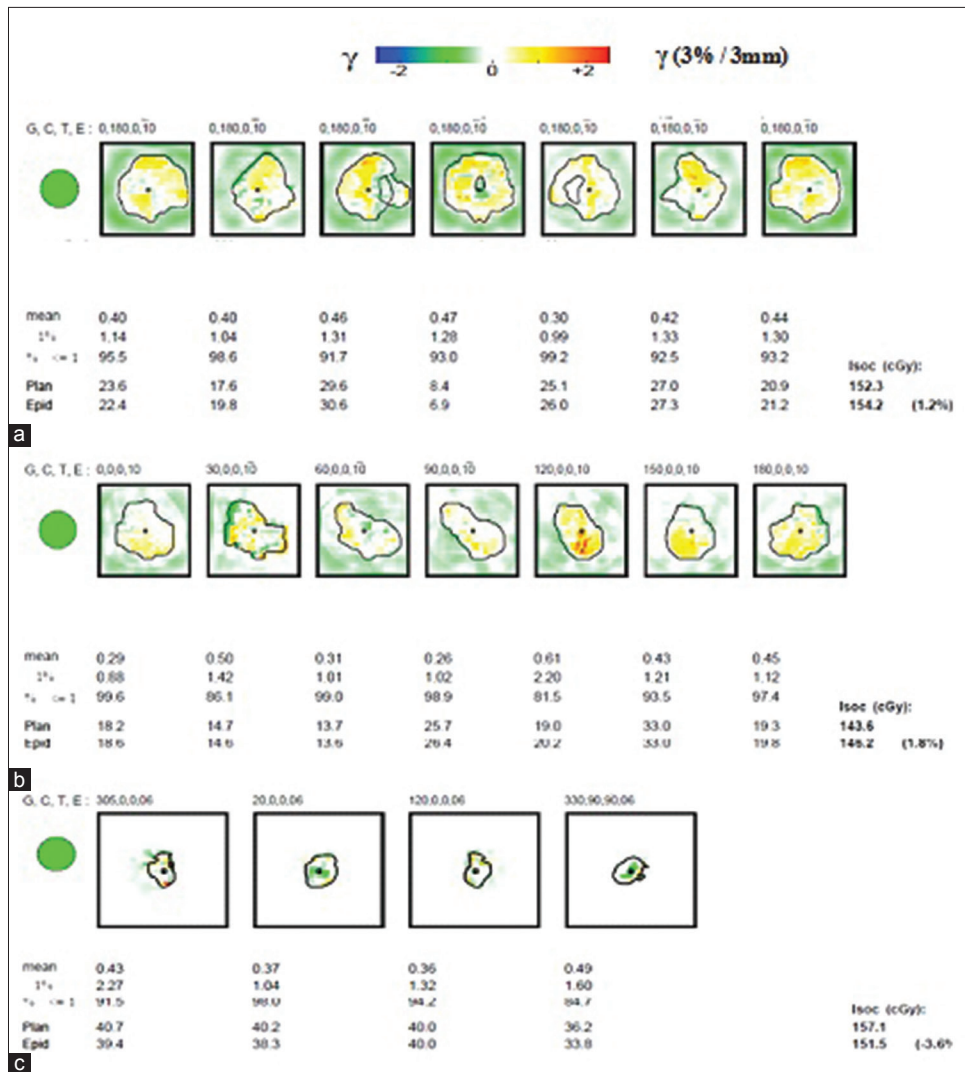 γ -2 0 +2 γ (3% / 3mm)
G, C, T, E : 0,180,0,10 0,180,0,10 0,180,0,10 0,180,0, 0,180,0,10 0,180,0,10 0,180,0,10
mean 0.40 0.40 0.46 0.47 0.30 0.42 0.44
1% 1.14 1.04 1.31 1.28 0.99 1.33 1.30
% <= 1 95.5 98.6 91.7 93.0 99.2 92.5 93.2
Isoc (cGy):
Plan 23.6 17.6 29.6 8.4 25.1 27.0 20.9 152.3
Epid 22.4 19.8 30.6 6.9 26.0 27.3 21.2 154.2 (1.2%)
a
G, C, T, E : 0,0,0,10 30,0,0,10 60,0,0,10 90,0,0,10 120,0,0,10 150,0,0,10 180,0,0,10
mean 0.29 0.50 0.31 0.26 0.61 0.43 0.45
1% 0.88 1.42 1.01 1.02 2.20 1.21 1.12
% <= 1 99.6 86.1 99.0 98.9 81.5 93.5 97.4
Isoc (cGy):
Plan 18.2 14.7 13.7 25.7 19.0 33.0 19.3 143.6
Epid 18.6 14.6 13.6 26.4 20.2 33.0 19.8 146.2 (1.8%)
b
G, C, T, E : 305,0,0,06 20,0,0,06 120,0,0,06 330,90,90,06
mean 0.43 0.37 0.36 0.49
1% 2.27 1.04 1.32 1.60
% <= 1 91.5 98.0 94.2 84.7
Isoc (cGy):
Plan 40.7 40.2 40.0 36.2 157.1
Epid 39.4 38.3 40.0 33.8 151.5 (-3.6%
c